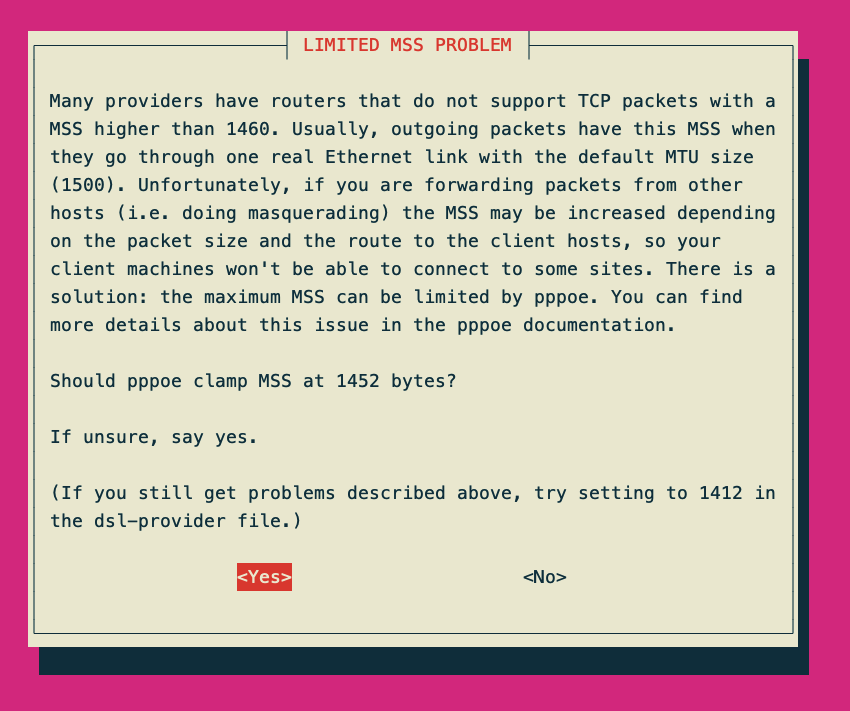 LIMITED MSS PROBLEM
Many providers have routers that do not support TCP packets with a
MSS higher than 1460. Usually, outgoing packets have this MSS when
they go through one real Ethernet link with the default MTU size
(1500). Unfortunately, if you are forwarding packets from other
hosts (i.e. doing masquerading) the MSS may be increased depending
on the packet size and the route to the client hosts, so your
client machines won't be able to connect to some sites. There is a
solution: the maximum MSS can be limited by pppoe. You can find
more details about this issue in the pppoe documentation.
Should pppoe clamp MSS at 1452 bytes?
If unsure, say yes.
(If you still get problems described above, try setting to 1412 in
the dsl-provider file.)
<Yes> <No>